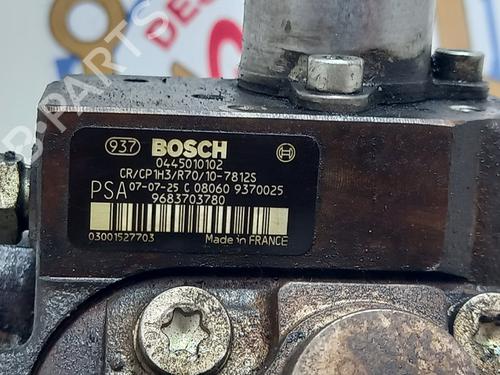 937 BOSCH
0445010102
CR/CP1H3/R70/10-7812S
PSA 07-07-25 C 08060 9370025
9683703780
03001527703 Made in FRANCE
B PARTS